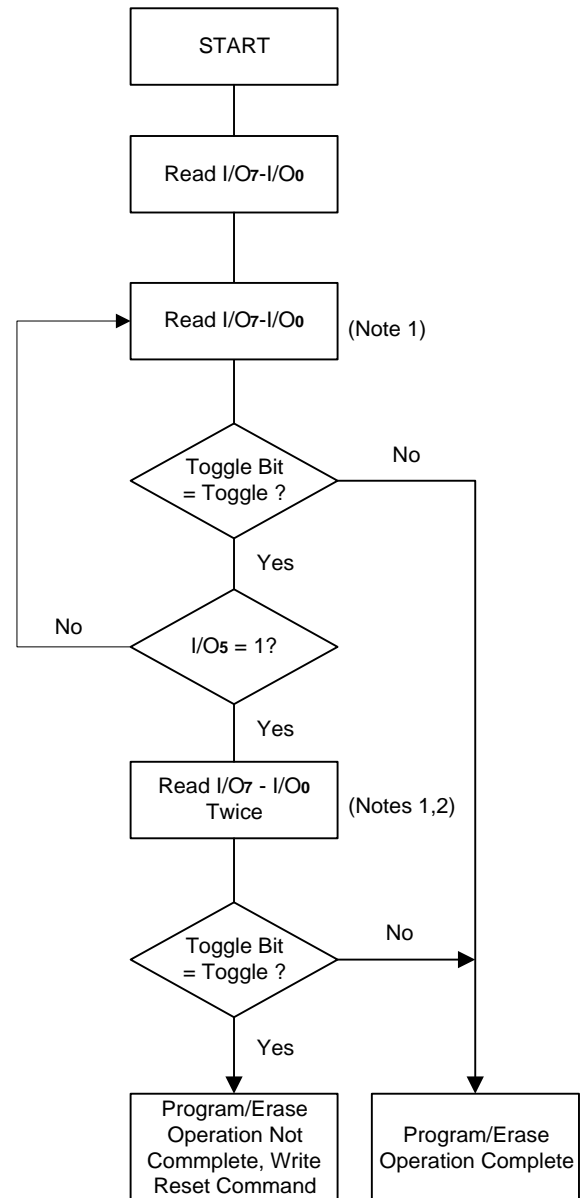 START
Read I/O7-I/O0
Read I/O7-I/O0
(Note 1)
Toggle Bit
= Toggle ?
No
Yes
No
I/O5 = 1?
Yes
Read I/O7 - I/O0
Twice
(Notes 1,2)
Toggle Bit
= Toggle ?
No
Yes
Program/Erase
Operation Not
Commplete, Write
Reset Command
Program/Erase
Operation Complete